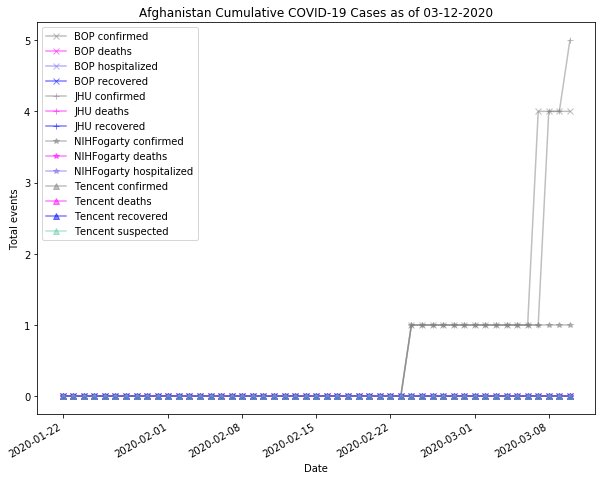 Afghanistan Cumulative COVID-19 Cases as of 03-12-2020
BOP confirmed
BOP deaths
BOP hospitalized
BOP recovered
JHU confirmed
JHU deaths
JHU recovered
NIHFogarty confirmed
NIHFogarty deaths
NIHFogarty hospitalized
Tencent confirmed
Tencent deaths
Tencent recovered
Tencent suspected
Total events
5
4
3
2
1
0
2020-01-22
2020-02-01
2020-02-08
2020-02-15
2020-02-22
2020-03-01
2020-03-08
Date